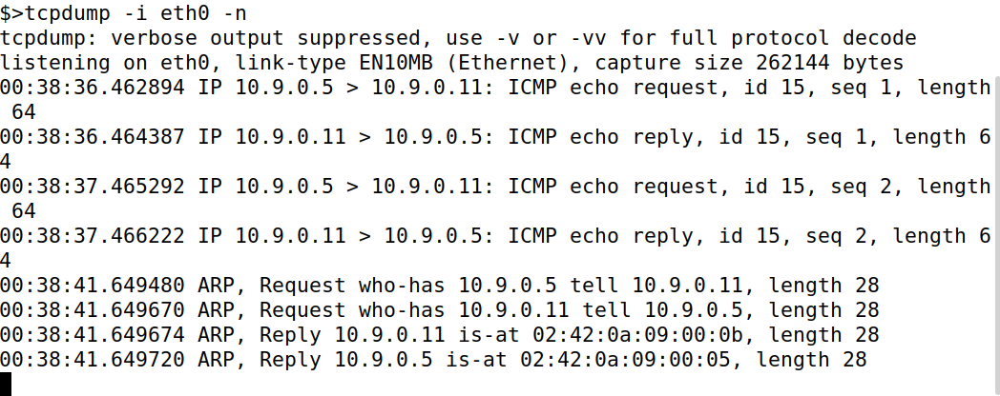 $>tcpdump -i eth0 -n
tcpdump: verbose output suppressed, use -v or -vv for full protocol decode
listening on eth0, link-type EN10MB (Ethernet), capture size 262144 bytes
00:38:36.462894 IP 10.9.0.5 > 10.9.0.11: ICMP echo request, id 15, seq 1, length
 64
00:38:36.464387 IP 10.9.0.11 > 10.9.0.5: ICMP echo reply, id 15, seq 1, length 6
4
00:38:37.465292 IP 10.9.0.5 > 10.9.0.11: ICMP echo request, id 15, seq 2, length
 64
00:38:37.466222 IP 10.9.0.11 > 10.9.0.5: ICMP echo reply, id 15, seq 2, length 6
4
00:38:41.649480 ARP, Request who-has 10.9.0.5 tell 10.9.0.11, length 28
00:38:41.649670 ARP, Request who-has 10.9.0.11 tell 10.9.0.5, length 28
00:38:41.649674 ARP, Reply 10.9.0.11 is-at 02:42:0a:09:00:0b, length 28
00:38:41.649720 ARP, Reply 10.9.0.5 is-at 02:42:0a:09:00:05, length 28